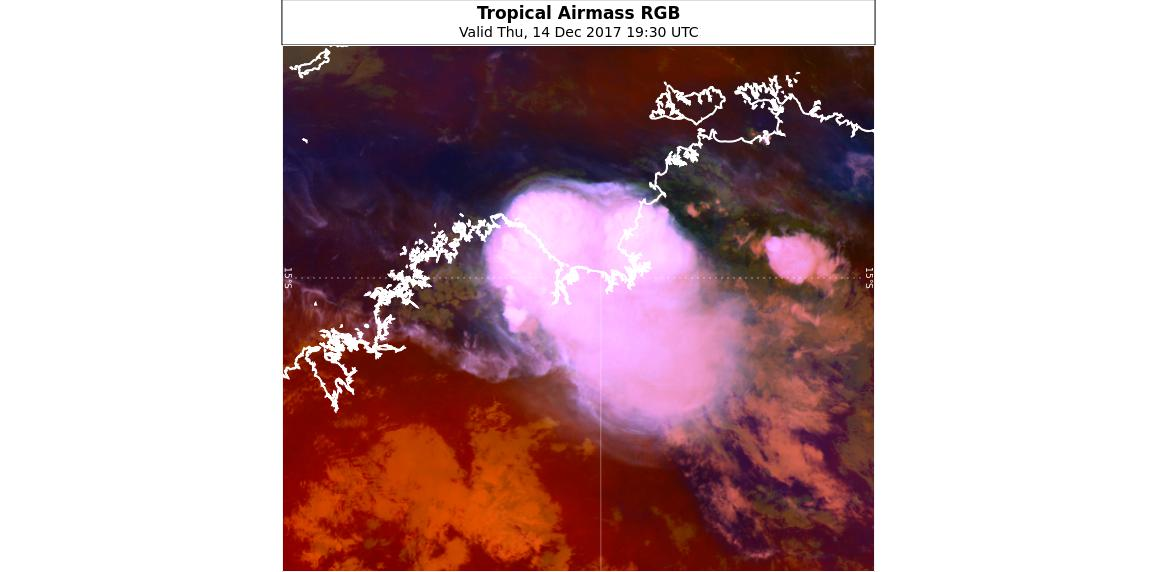 Tropical Airmass RGB
Valid Thu, 14 Dec 2017 19:30 UTC
15°S
15°S